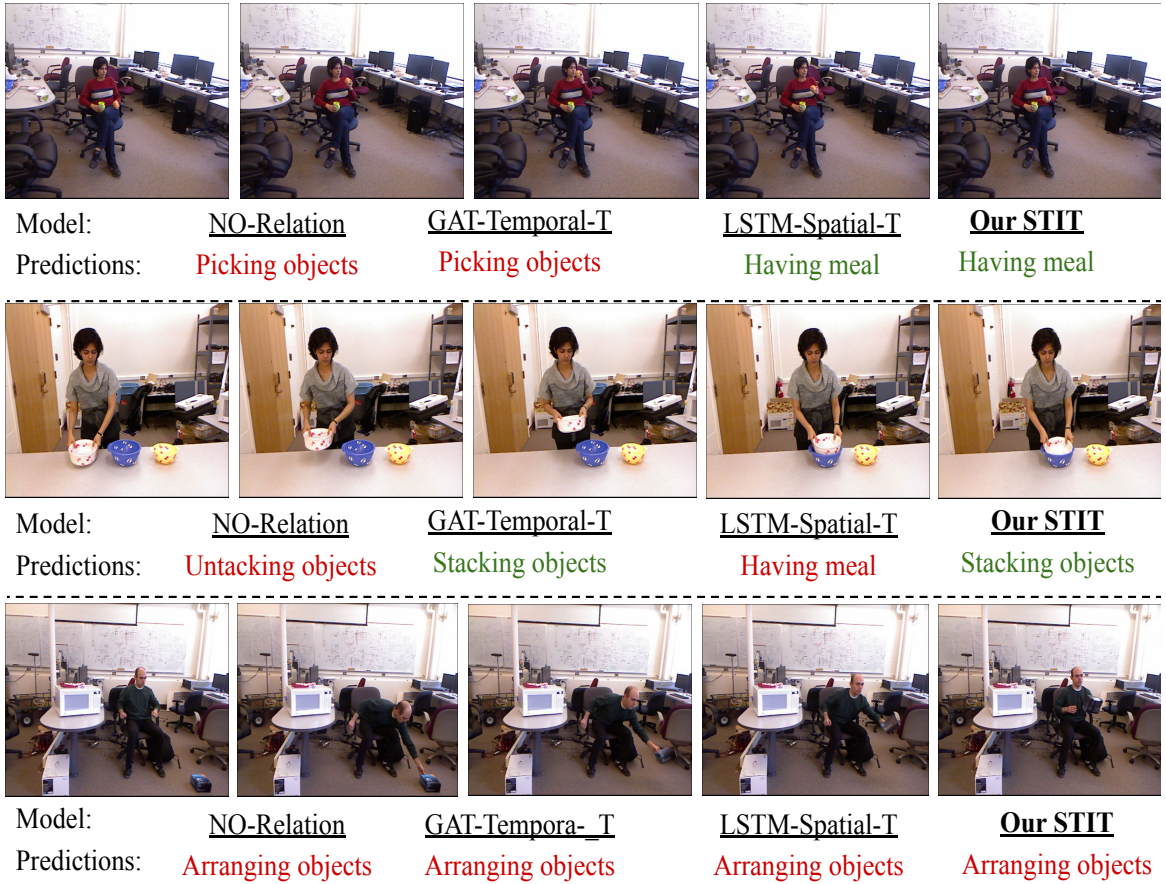 Model: NO-Relation GAT-Temporal-T LSTM-Spatial-T Our STIT
Predictions: Picking objects Picking objects Having meal Having meal
Model: NO-Relation GAT-Temporal-T LSTM-Spatial-T Our STIT
Predictions: Untacking objects Stacking objects Having meal Stacking objects
Model: NO-Relation GAT-Tempora-_T LSTM-Spatial-T Our STIT
Predictions: Arranging objects Arranging objects Arranging objects Arranging objects